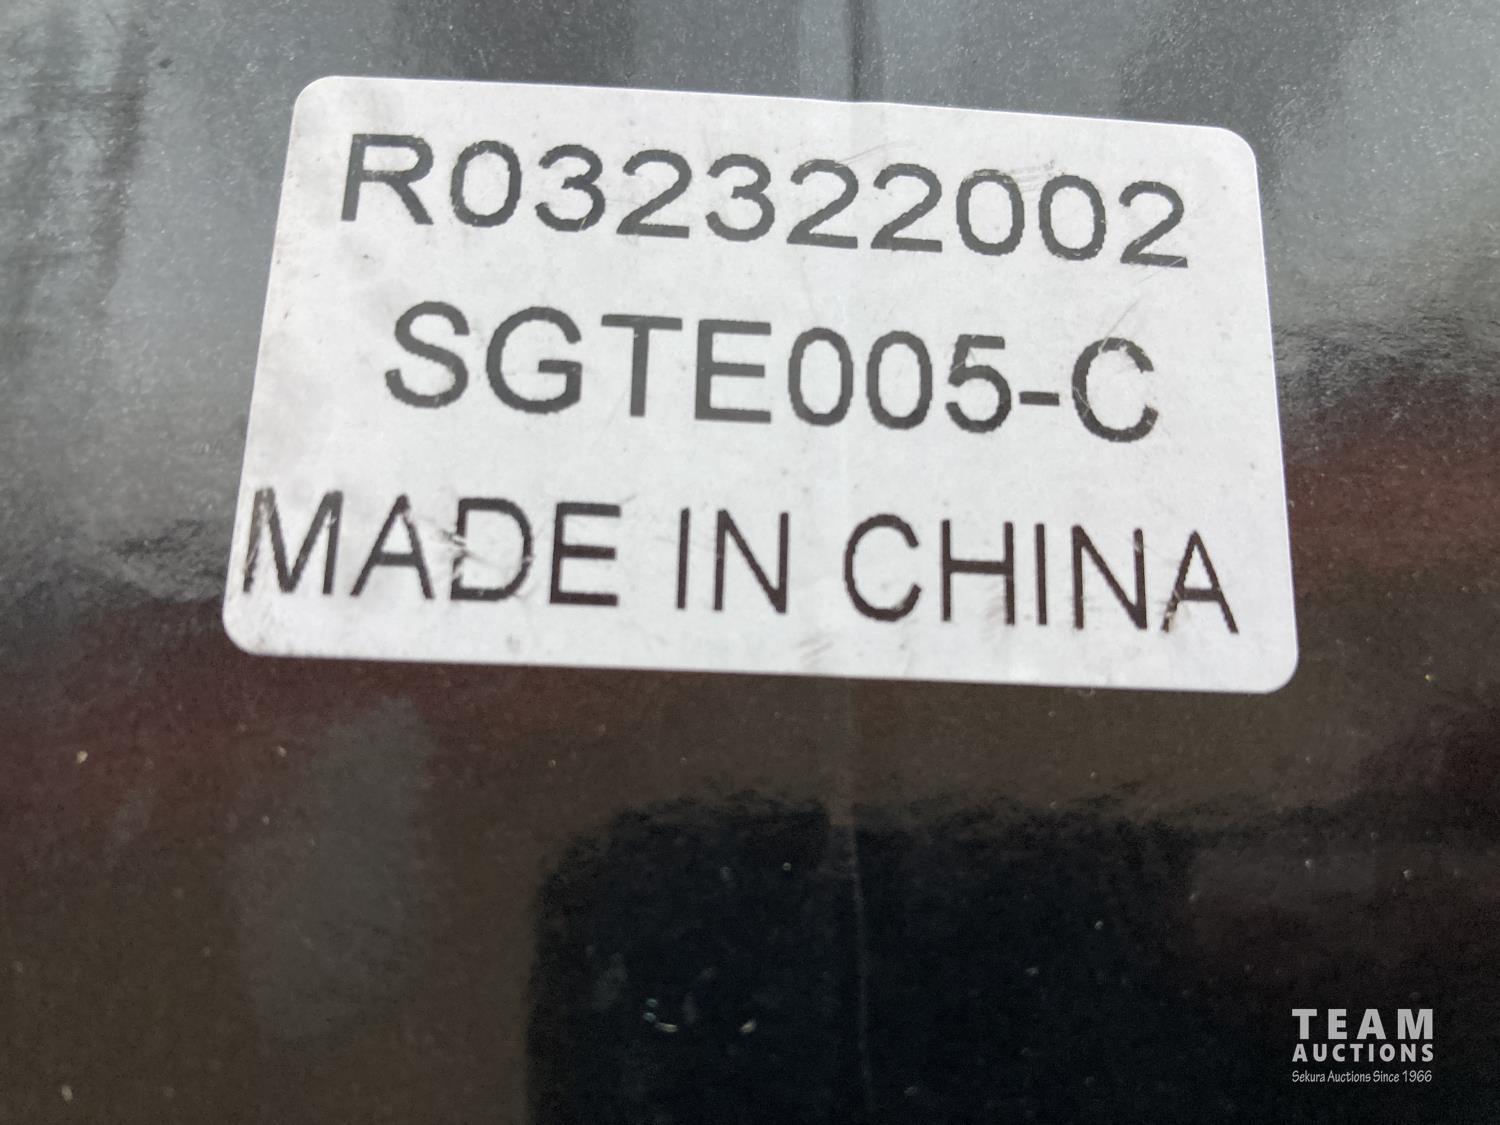 R032322002
SGTE005-C
MADE IN CHINA
TEAM
AUCTIONS
Sekura Auctions Since 1966